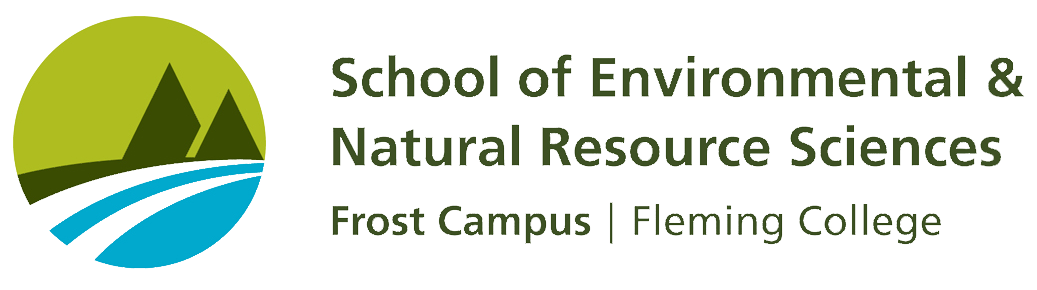 School of Environmental &
Natural Resource Sciences
Frost Campus | Fleming College